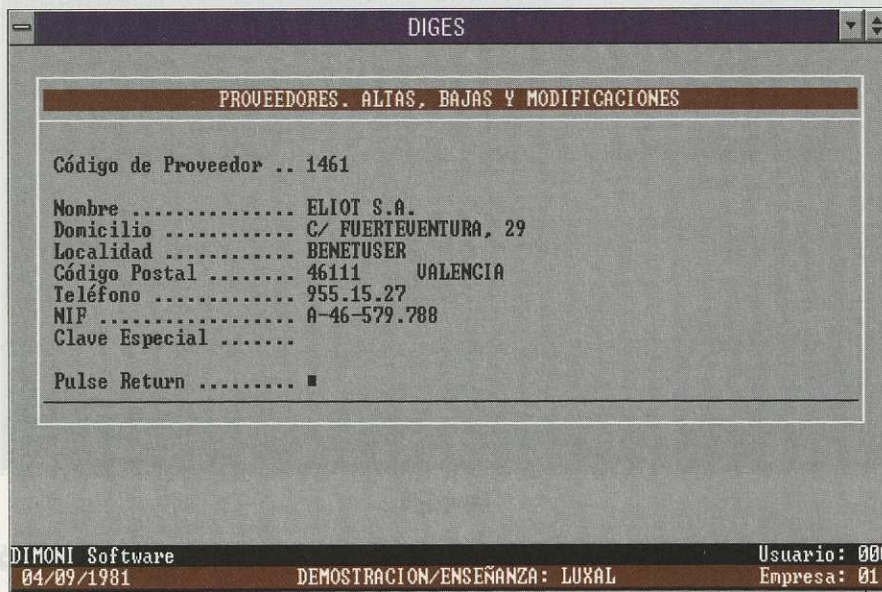 DIGES
PROVEEDORES. ALTAS, BAJAS Y MODIFICACIONES
Código de Proveedor .. 1461
Nombre ............... ELIOT S.A.
Domicilio ............ C/ FUERTEVENTURA, 29
Localidad ............ BENETUSER
Código Postal ........ 46111 VALENCIA
Teléfono ............. 955.15.27
NIF .................. A-46-579.788
Clave Especial .......
Pulse Return .........
DIMONI Software Usuario: 000
04/09/1981 DEMOSTRACION/ENSEÑANZA: LUXAL Empresa: 01